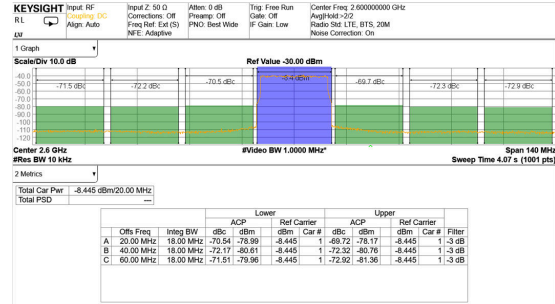 KEYSIGHT Input: RF Input Z: 50 Ω Atten: 0 dB Trig: Free Run Center Freq: 2.600000000 GHz
RL Coupling: DC Corrections: Off Preamp: Off Gate: Off Avg|Hold:>2/2
Align: Auto Freq Ref: Ext (S) PNO: Best Wide IF Gain: Low Radio Std: LTE, BTS, 20M
LXI NFE: Adaptive Noise Correction: On
1 Graph
Scale/Div 10.0 dB Ref Value -30.00 dBm
-40.0
-50.0
-60.0
-70.0
-80.0
-90.0
-100
-110
-120
-71.5 dBc -72.2 dBc -70.5 dBc -8.4 dBm -69.7 dBc -72.3 dBc -72.9 dBc
Center 2.6 GHz #Video BW 1.0000 MHz* Span 140 MHz
#Res BW 10 kHz Sweep Time 4.07 s (1001 pts)
2 Metrics
Total Car Pwr -8.445 dBm/20.00 MHz
Total PSD ---
Lower Upper
ACP Ref Carrier ACP Ref Carrier
Offs Freq Integ BW dBc dBm dBm Car # dBc dBm dBm Car # Filter
A 20.00 MHz 18.00 MHz -70.54 -78.99 -8.445 1 -69.72 -78.17 -8.445 1 -3 dB
B 40.00 MHz 18.00 MHz -72.17 -80.61 -8.445 1 -72.32 -80.76 -8.445 1 -3 dB
C 60.00 MHz 18.00 MHz -71.51 -79.96 -8.445 1 -72.92 -81.36 -8.445 1 -3 dB